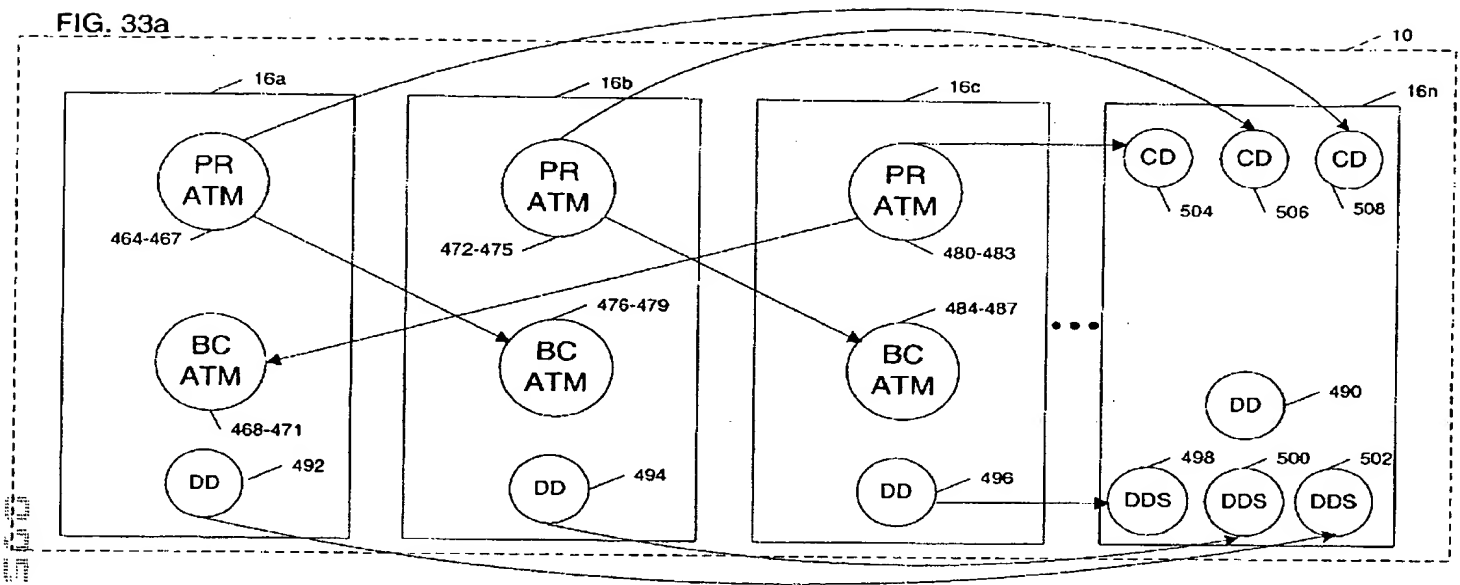 FIG. 33a
10
16a
16b
16c
16n
PR
ATM
464-467
BC
ATM
468-471
DD
492
PR
ATM
472-475
476-479
BC
ATM
DD
494
PR
ATM
480-483
484-487
BC
ATM
DD
496
CD
CD
CD
504
506
508
DD
490
498
500
502
DDS
DDS
DDS